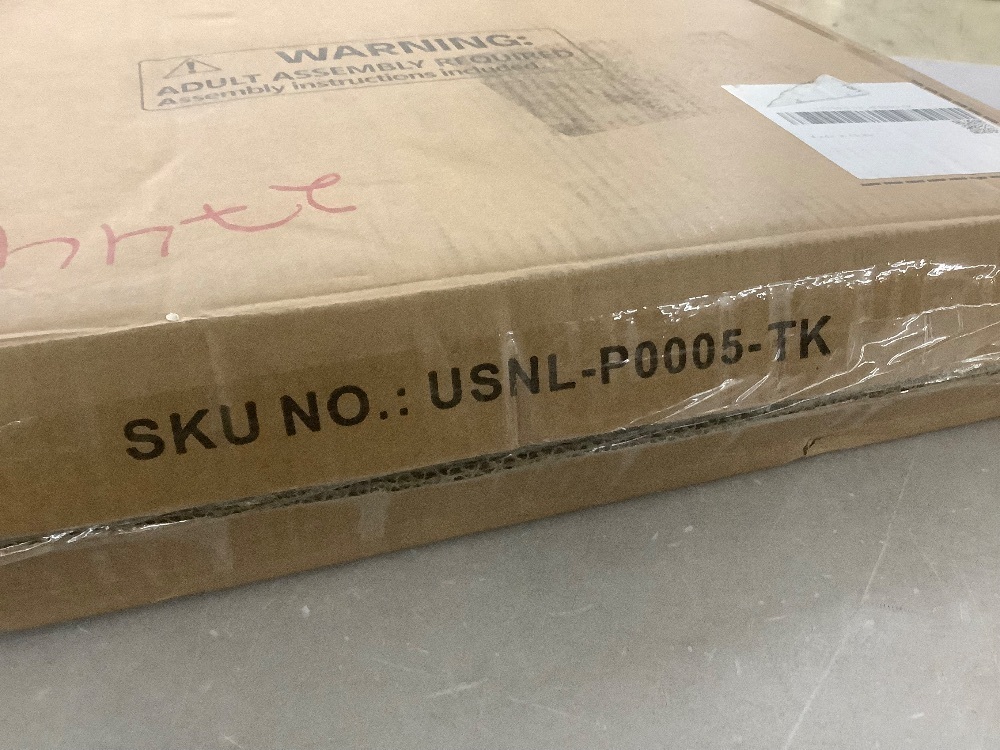 WARNING:
ADULT ASSEMBLY REQUIRED
Assembly instructions included
SKU NO.: USNL-P0005-TK